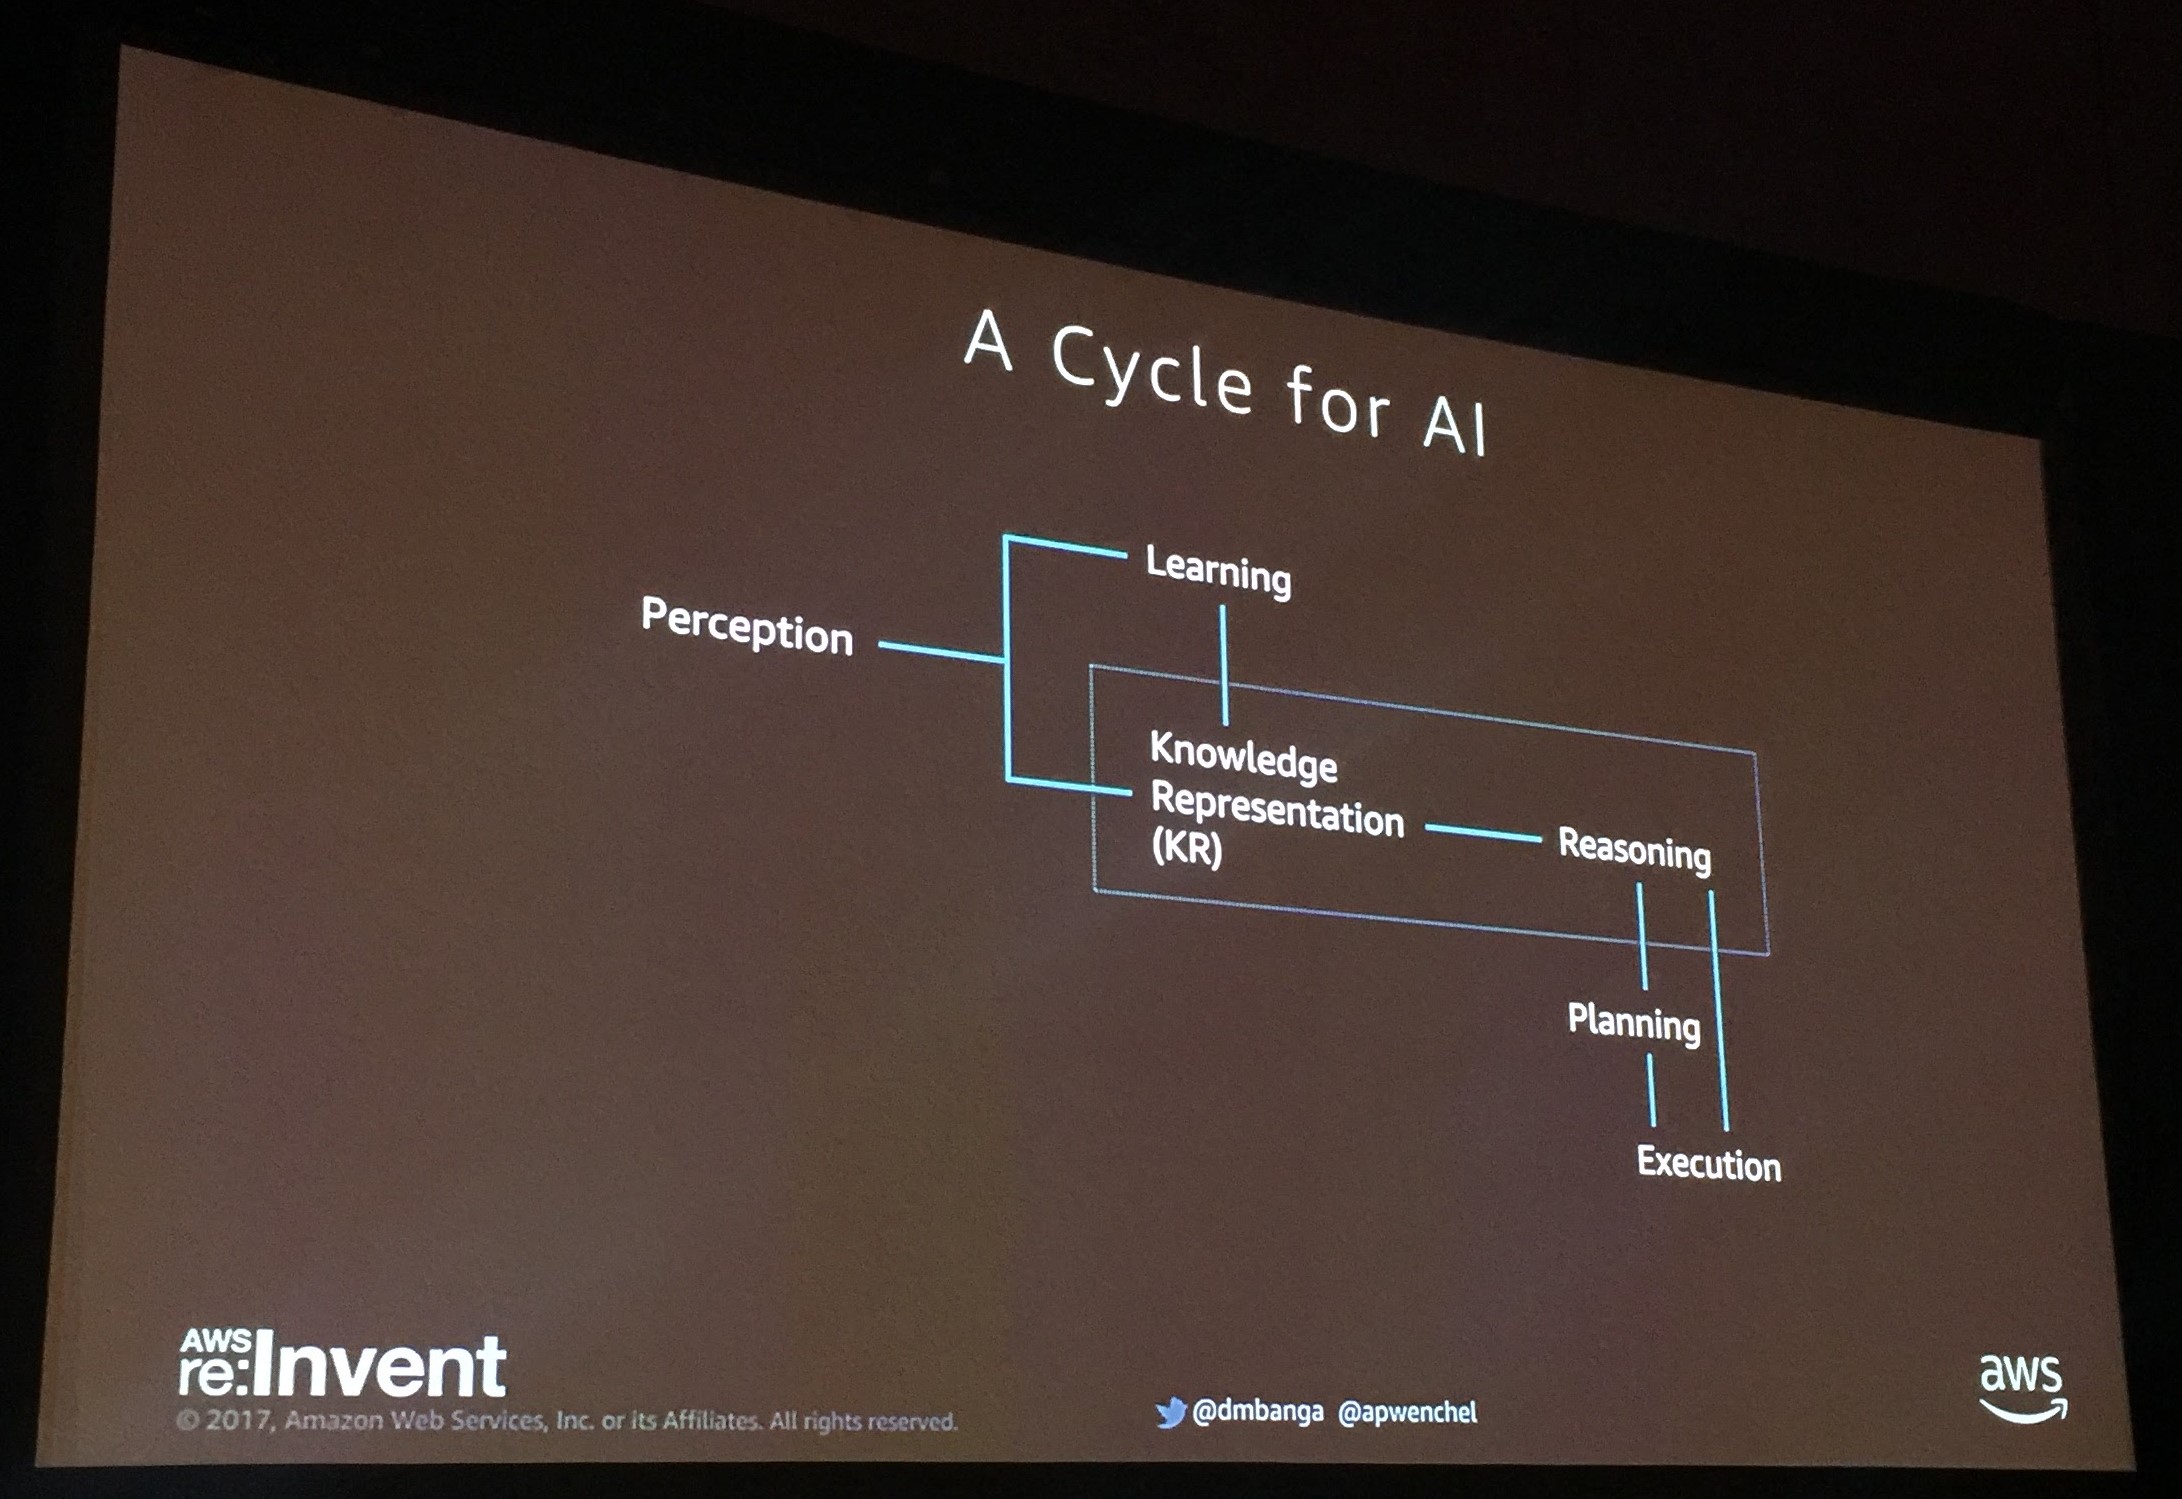 A Cycle for AI
Learning
Perception
Knowledge
Representation
(KR)
Reasoning
Planning
Execution
AWS
re:Invent
© 2017, Amazon Web Services, Inc. or its Affiliates. All rights reserved.
@dmbanga @apwenchel
aws